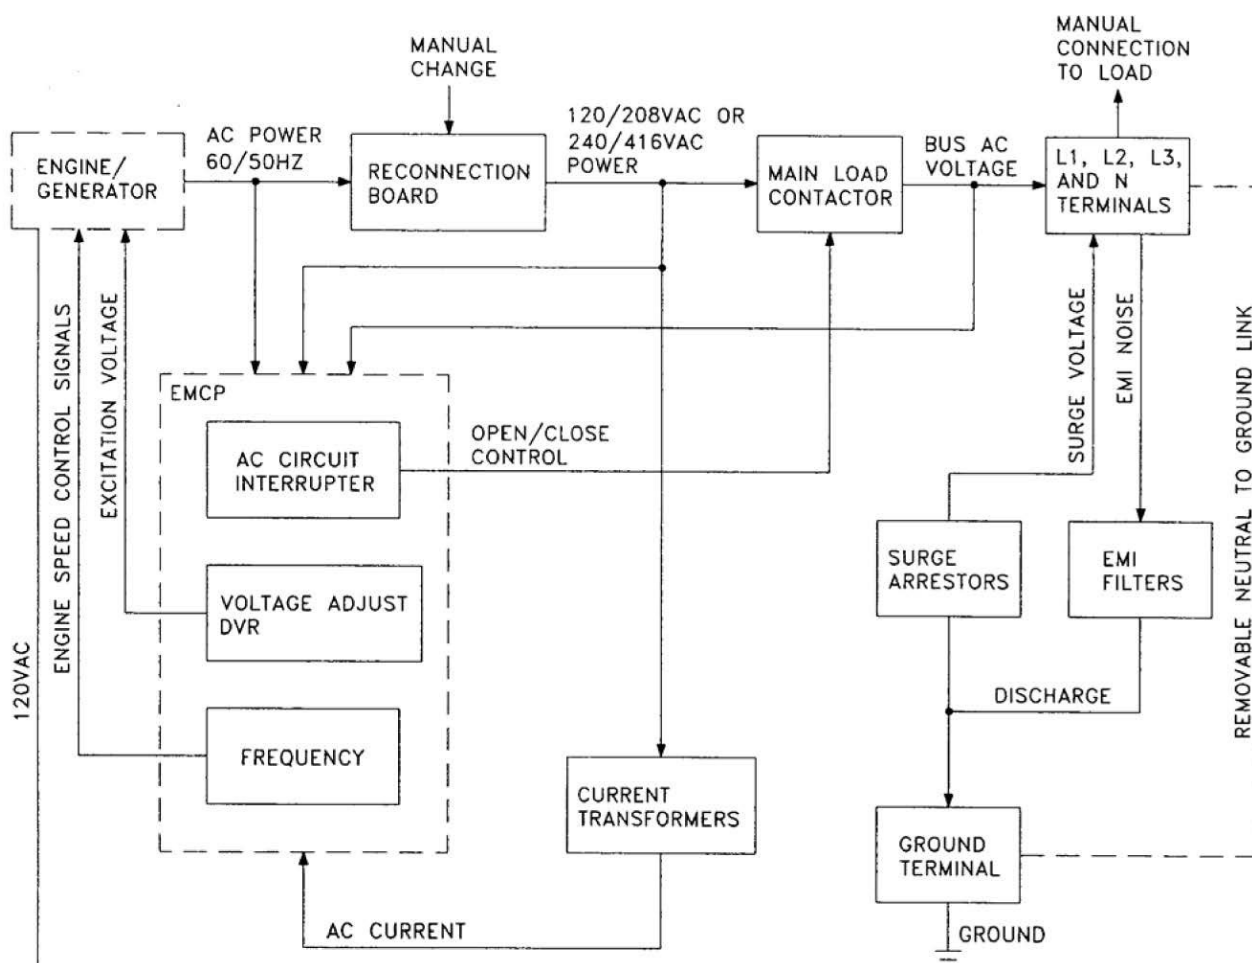 MANUAL
CONNECTION
TO LOAD
MANUAL
CHANGE
120/208VAC OR
240/416VAC
POWER
AC POWER
60/50HZ
BUS AC
VOLTAGE
ENGINE/
GENERATOR
RECONNECTION
BOARD
MAIN LOAD
CONTACTOR
L1, L2, L3,
AND N
TERMINALS
120VAC
ENGINE SPEED CONTROL SIGNALS
EXCITATION VOLTAGE
SURGE VOLTAGE
EMI NOISE
REMOVABLE NEUTRAL TO GROUND LINK
EMCP
AC CIRCUIT
INTERRUPTER
OPEN/CLOSE
CONTROL
VOLTAGE ADJUST
DVR
FREQUENCY
SURGE
ARRESTORS
EMI
FILTERS
DISCHARGE
CURRENT
TRANSFORMERS
GROUND
TERMINAL
AC CURRENT
GROUND